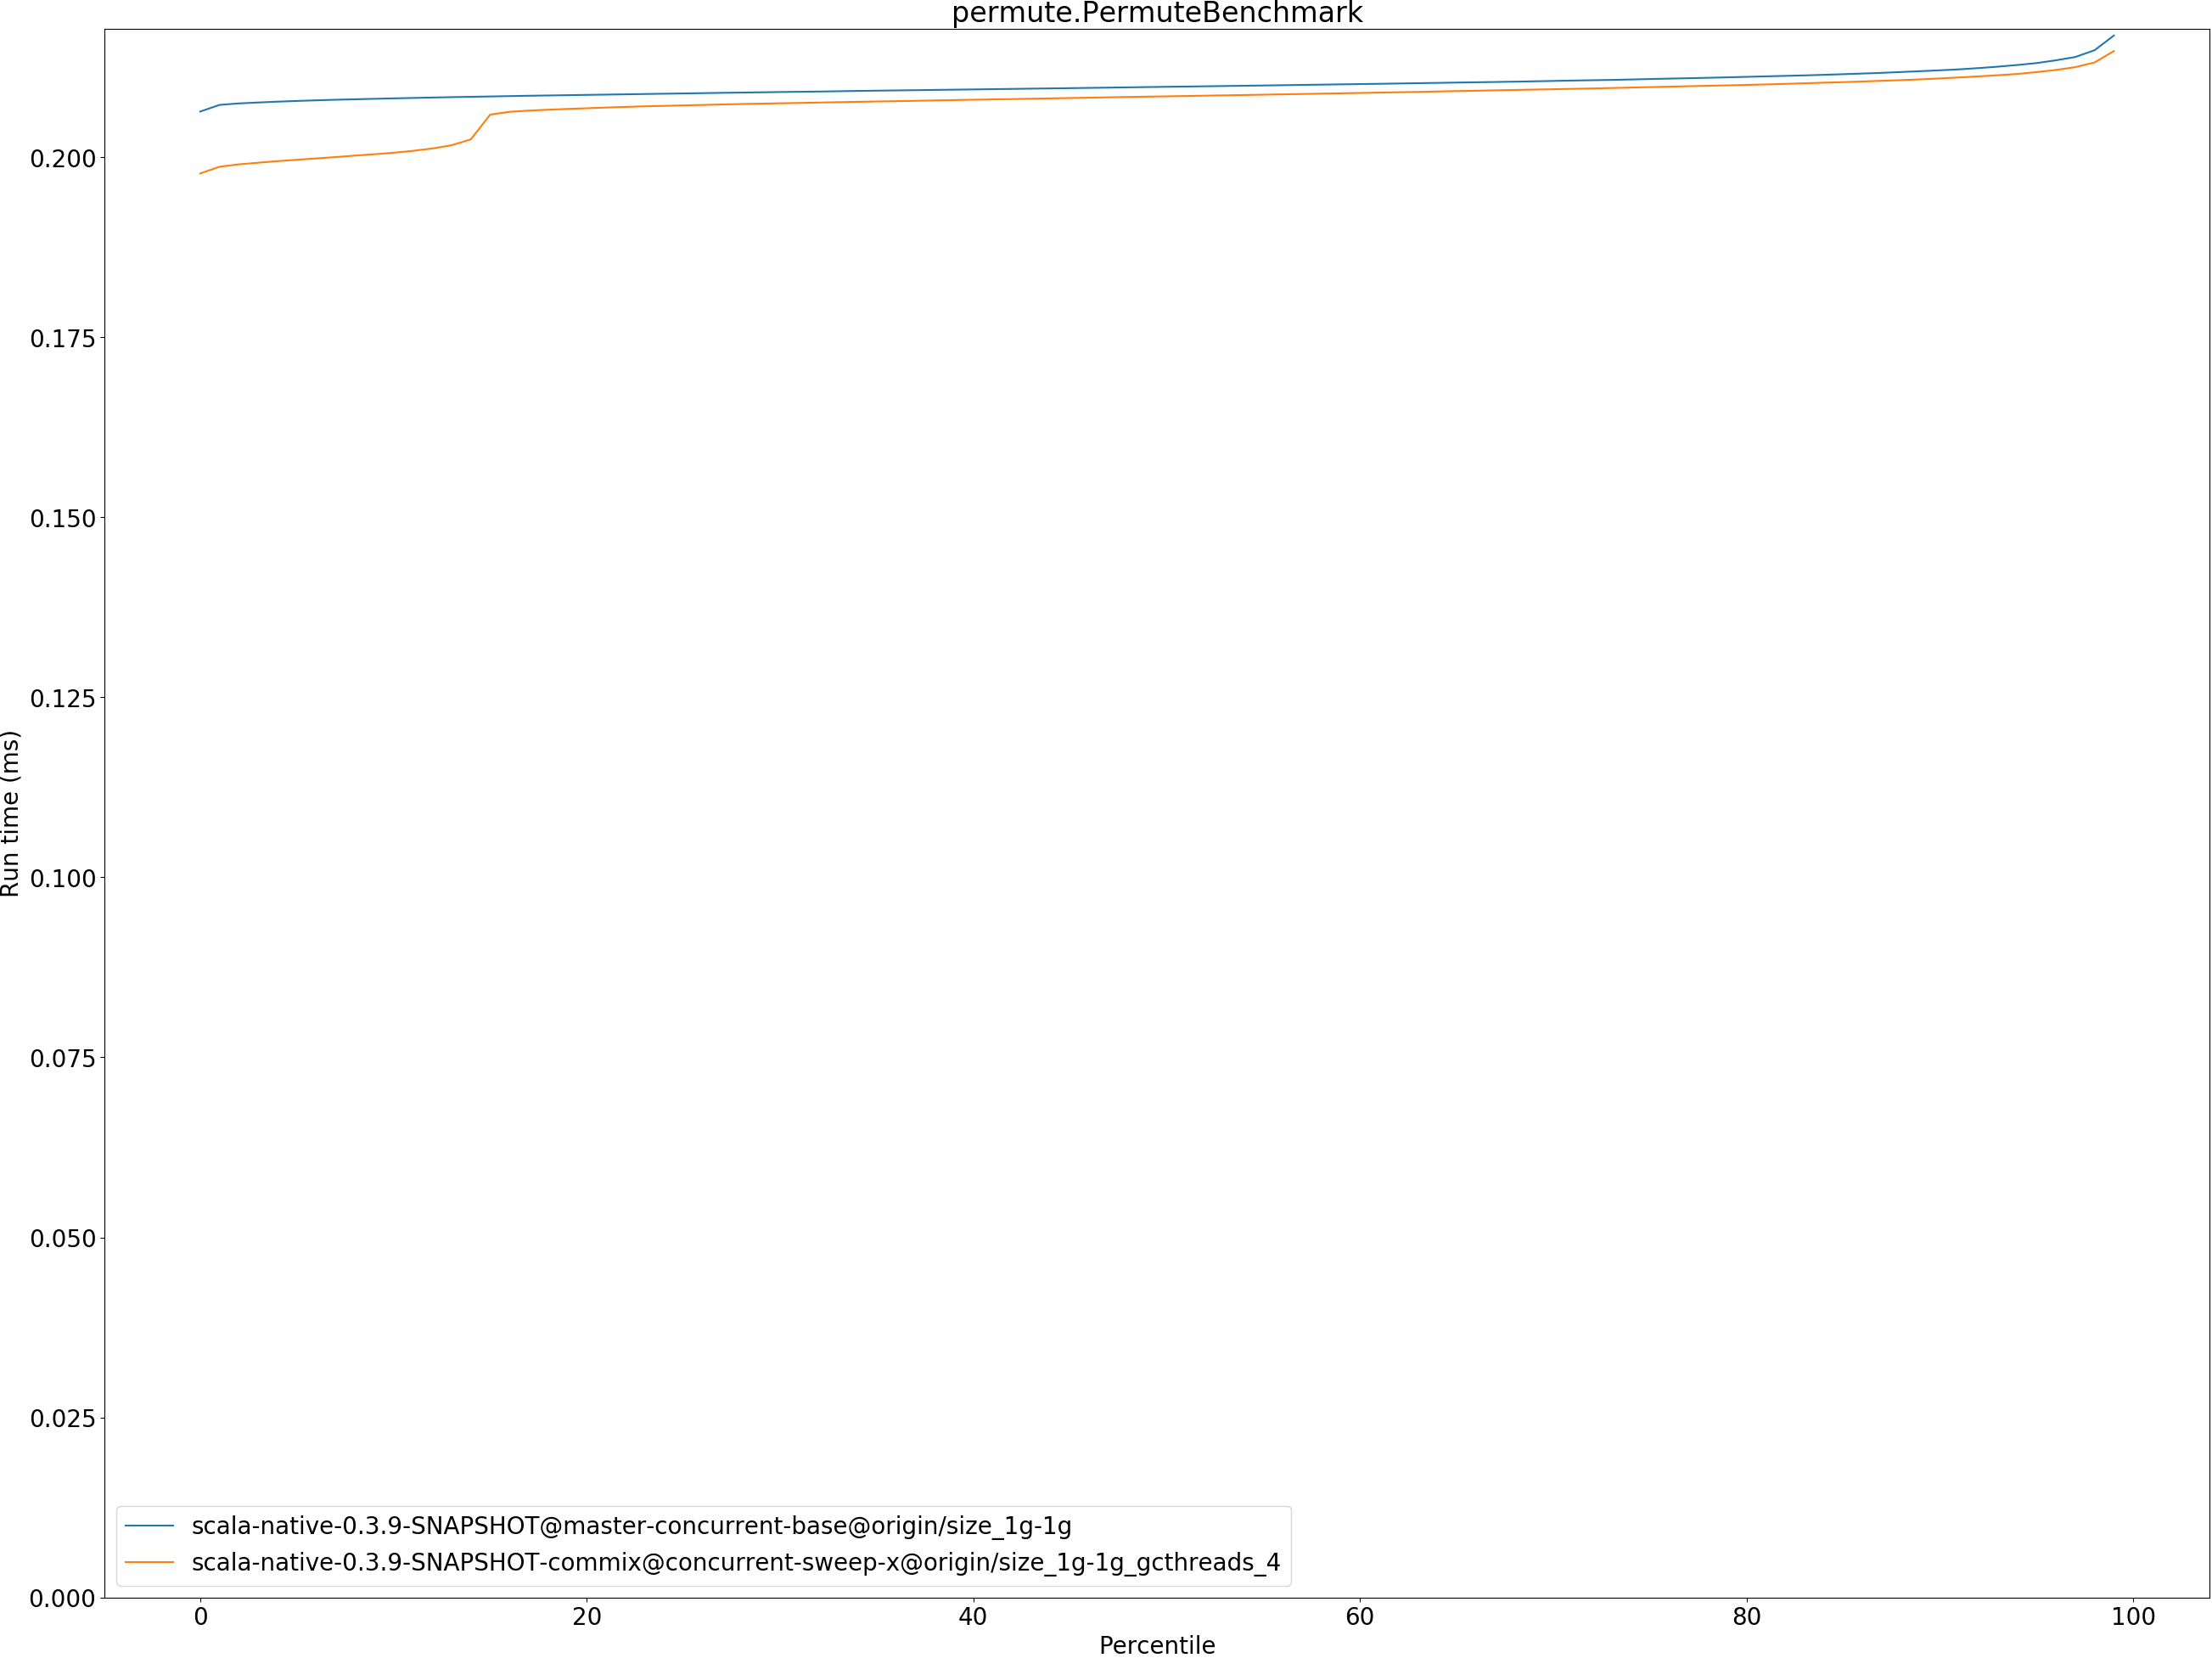 permute.PermuteBenchmark
0.200
0.175
0.150
0.125
0.100
0.075
0.050
0.025
0.000
Run time (ms)
0 20 40 60 80 100
Percentile
scala-native-0.3.9-SNAPSHOT@master-concurrent-base@origin/size_1g-1g
scala-native-0.3.9-SNAPSHOT-commix@concurrent-sweep-x@origin/size_1g-1g_gcthreads_4